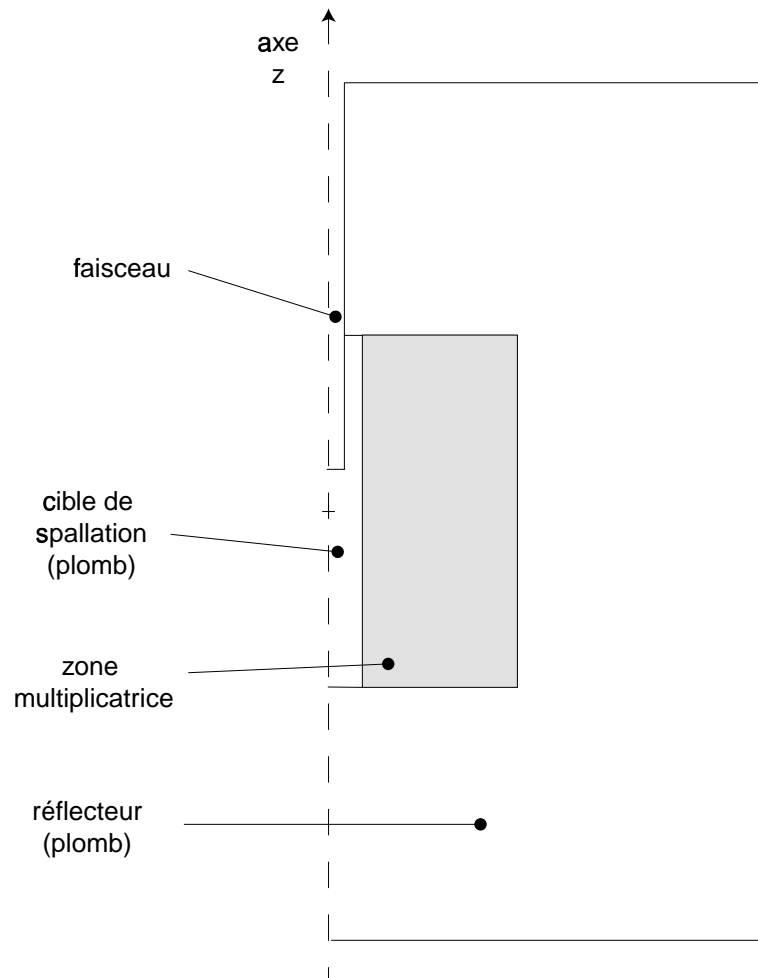 axe
z
faisceau
cible de
spallation
(plomb)
zone
multiplicatrice
réflecteur
(plomb)